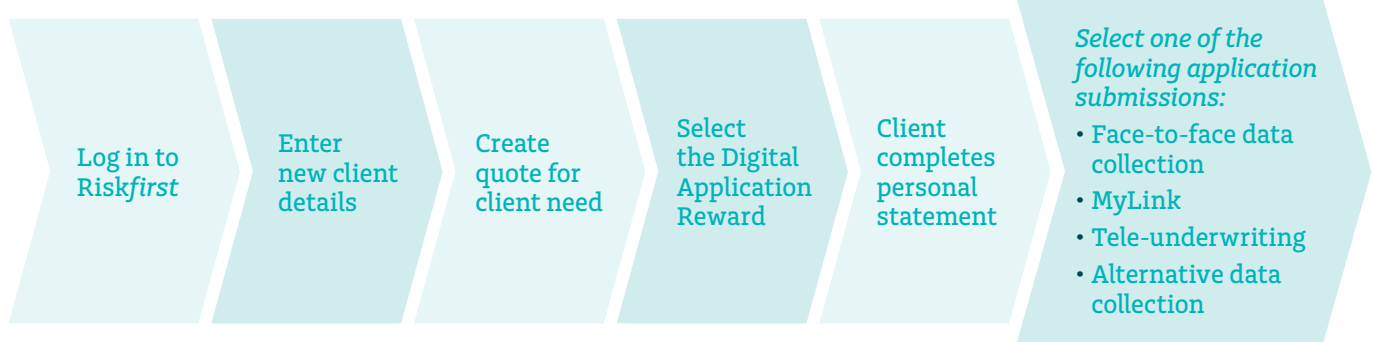 Log in to
Riskfirst
Enter
new client
details
Create
quote for
client need
Select
the Digital
Application
Reward
Client
completes
personal
statement
Select one of the
following application
submissions:
• Face-to-face data
collection
• MyLink
• Tele-underwriting
• Alternative data
collection